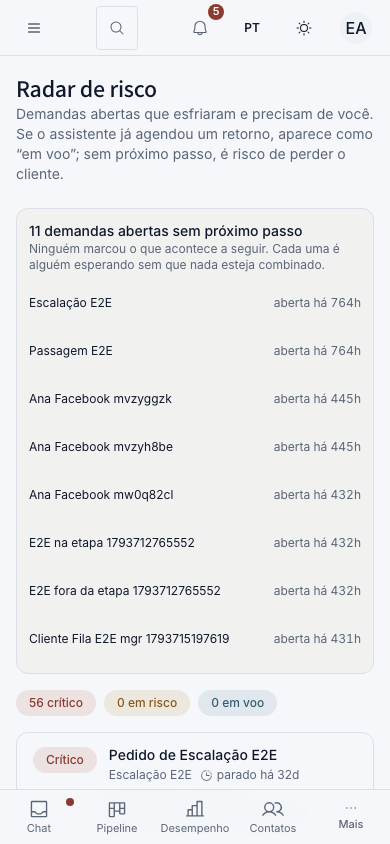 5
PT
EA
Radar de risco
Demandas abertas que esfriaram e precisam de você.
Se o assistente já agendou um retorno, aparece como
“em voo”; sem próximo passo, é risco de perder o
cliente.
11 demandas abertas sem próximo passo
Ninguém marcou o que acontece a seguir. Cada uma é
alguém esperando sem que nada esteja combinado.
Escalação E2E aberta há 764h
Passagem E2E aberta há 764h
Ana Facebook mvzyggzk aberta há 445h
Ana Facebook mvzyh8be aberta há 445h
Ana Facebook mw0q82cl aberta há 432h
E2E na etapa 1793712765552 aberta há 432h
E2E fora da etapa 1793712765552 aberta há 432h
Cliente Fila E2E mgr 1793715197619 aberta há 431h
56 crítico 0 em risco 0 em voo
Crítico Pedido de Escalação E2E
Escalação E2E parado há 32d
Chat Pipeline Desempenho Contatos Mais